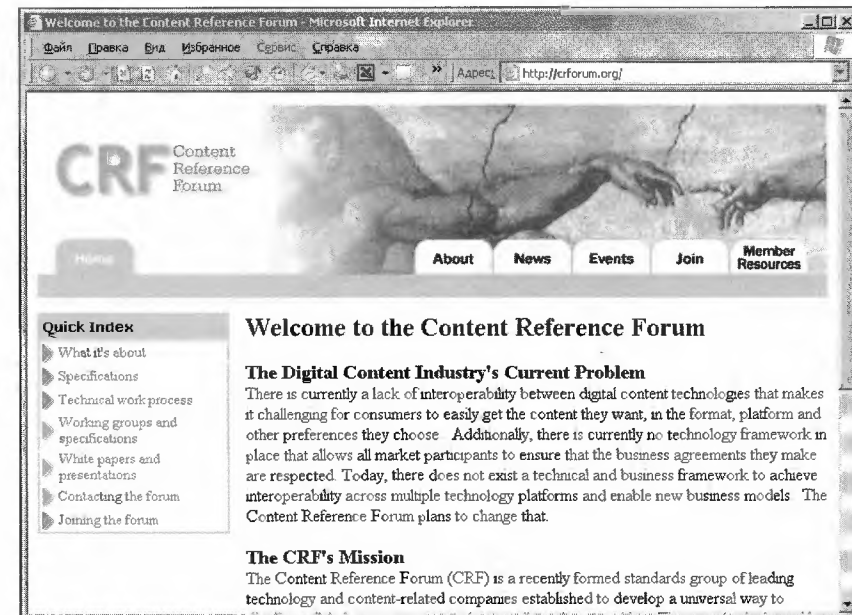 Welcome to the Content Reference Forum - Microsoft Internet Explorer
Файл Правка Вид Избранное Сервис Справка
» Адрес: http://crforum.org/
CRF Content
Reference
Forum
Home About News Events Join Member
Resources
Quick Index
What it's about
Specifications
Technical work process
Working groups and
specifications
White papers and
presentations
Contacting the forum
Joining the forum
Welcome to the Content Reference Forum
The Digital Content Industry's Current Problem
There is currently a lack of interoperability between digital content technologies that makes
it challenging for consumers to easily get the content they want, in the format, platform and
other preferences they choose Additionally, there is currently no technology framework in
place that allows all market participants to ensure that the business agreements they make
are respected. Today, there does not exist a technical and business framework to achieve
interoperability across multiple technology platforms and enable new business models The
Content Reference Forum plans to change that.
The CRF's Mission
The Content Reference Forum (CRF) is a recently formed standards group of leading
technology and content-related companies established to develop a universal way to